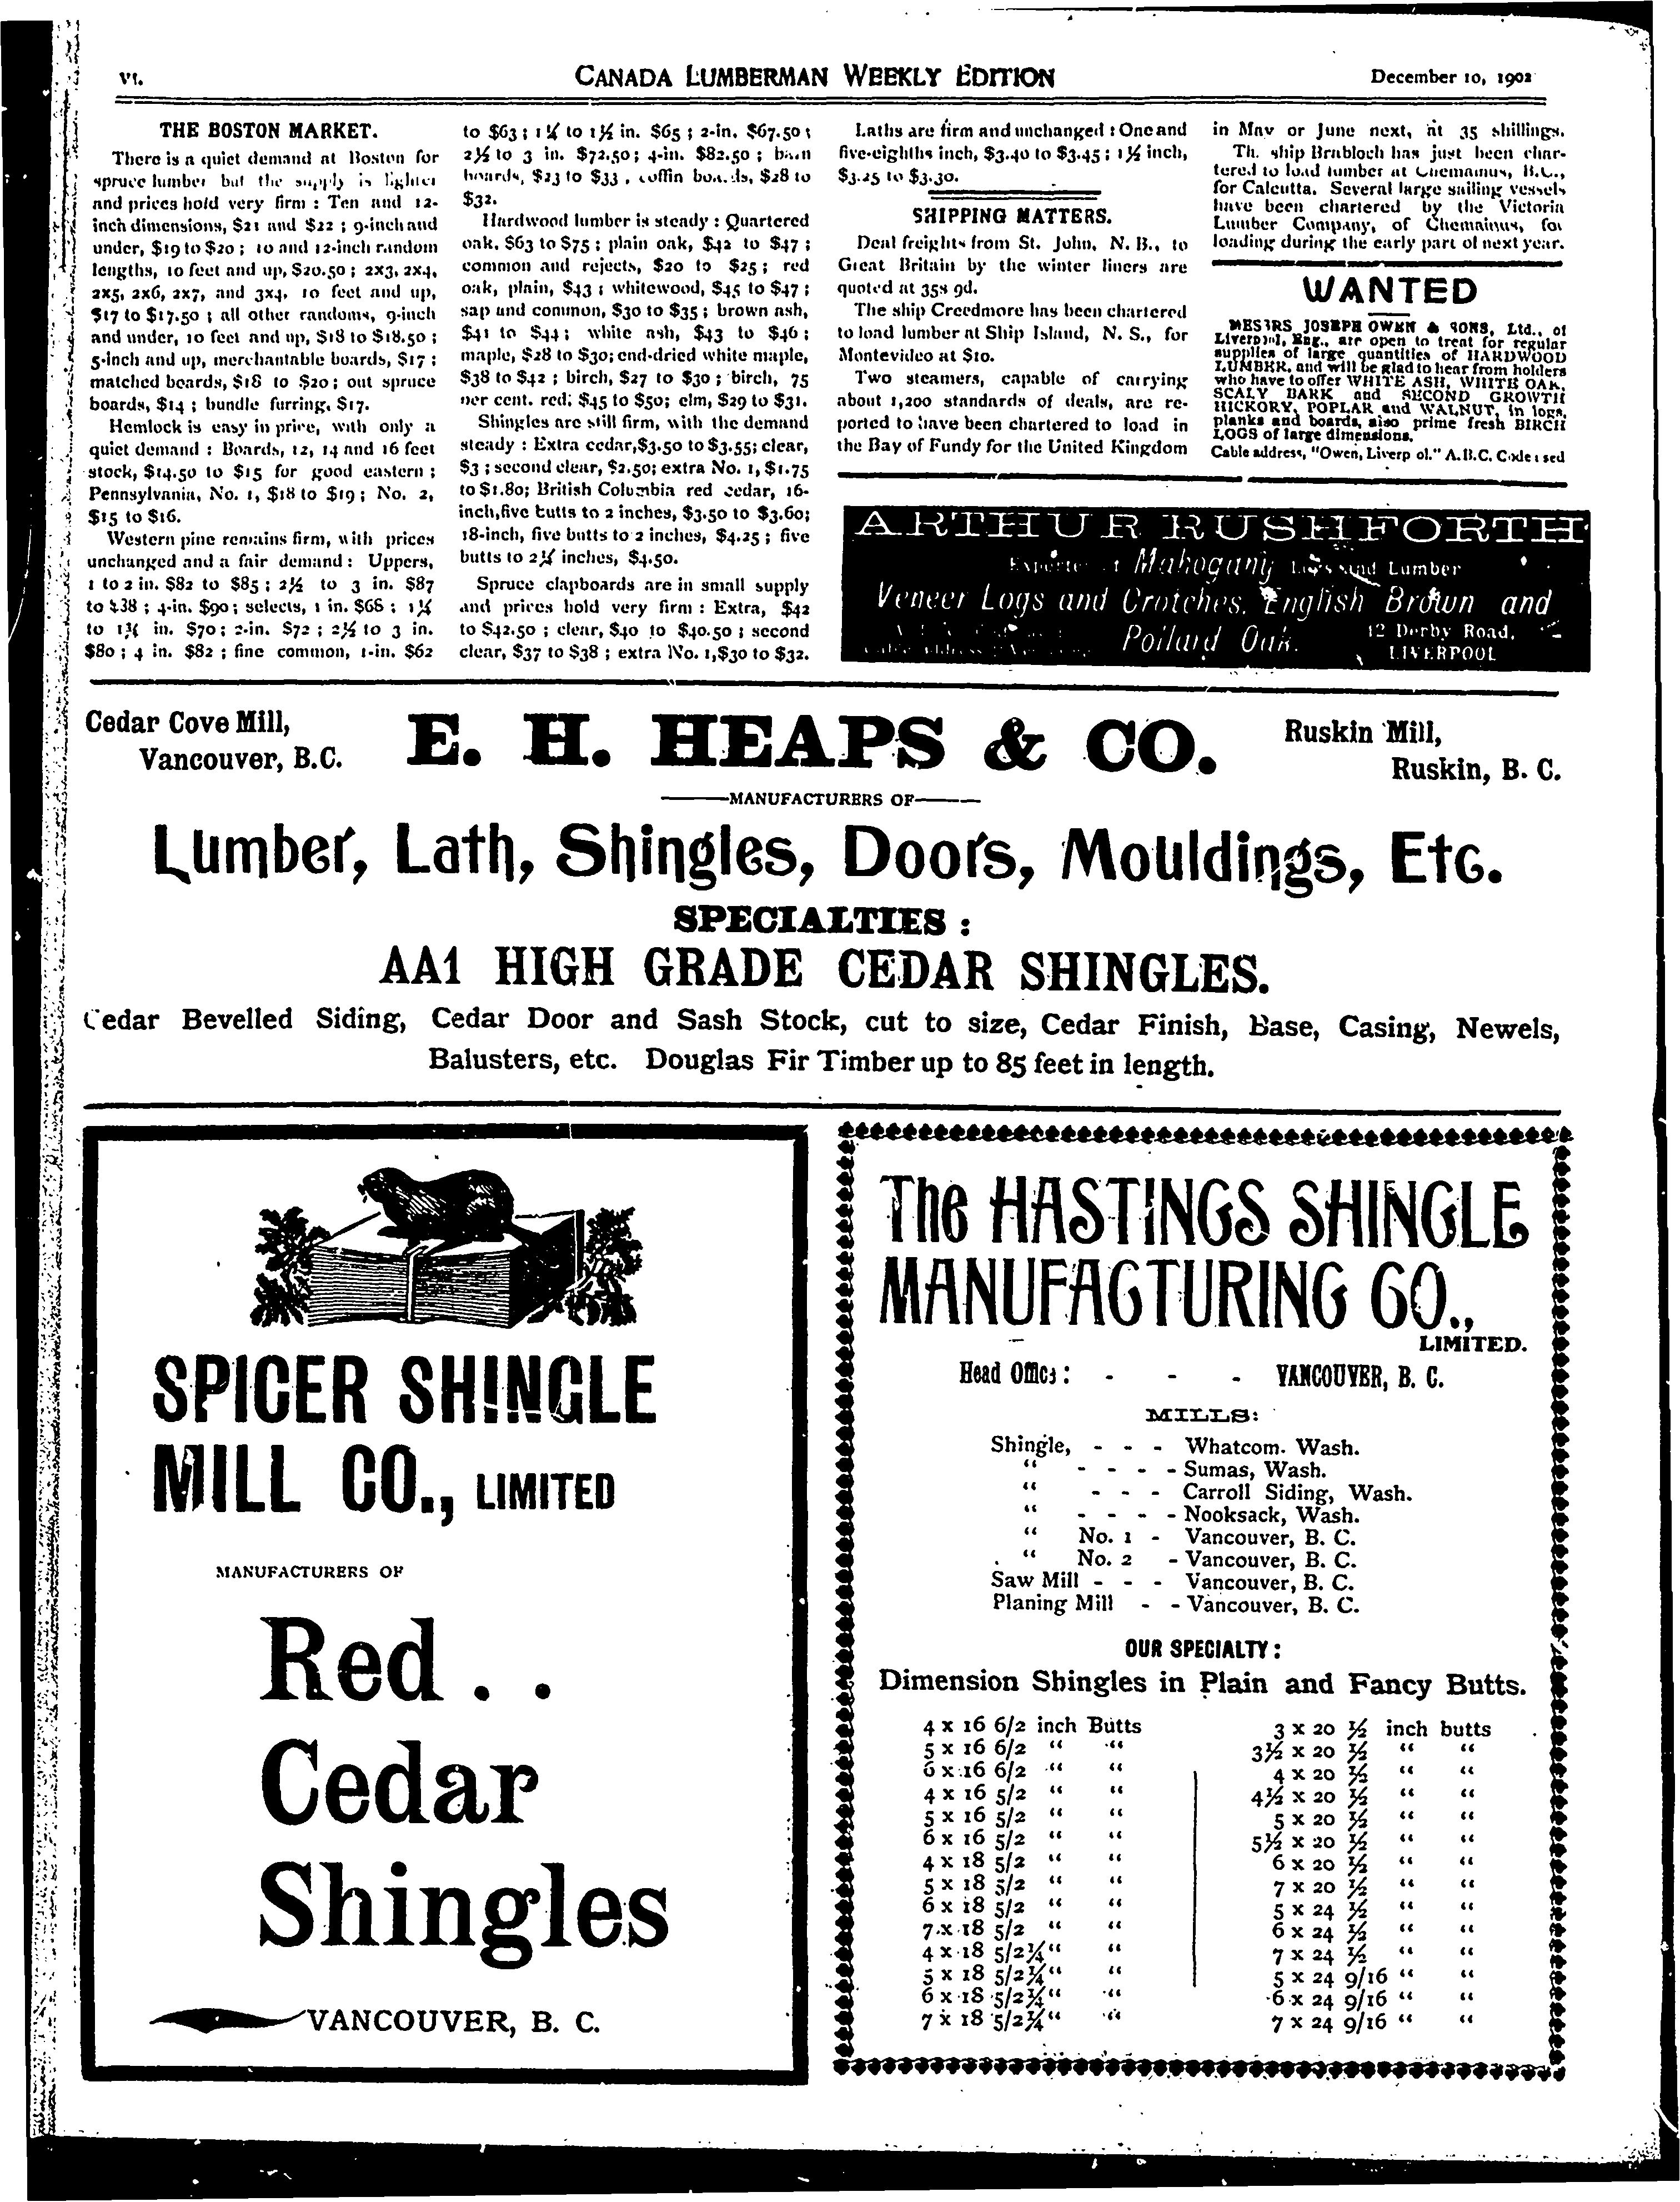 vi.
CANADA LUMBERMAN WEEKLY EDITION
December 10, 1902
THE BOSTON MARKET.
There is a quiet demand at Boston for
spruce lumber but the supply is lighter
and prices hold very firm : Ten and 12-
inch dimensions, $21 and $22 ; 9-inch and
under, $19 to $20 ; 10 and 12-inch random
lengths, 10 feet and up, $20.50 ; 2x3, 2x4,
2x5, 2x6, 2x7, and 3x4, 10 feet and up,
$17 to $17.50 ; all other randoms, 9-inch
and under, 10 feet and up, $18 to $18.50 ;
5-inch and up, merchantable boards, $17 ;
matched boards, $18 to $20 ; out spruce
boards, $14 ; bundle furring, $17.
Hemlock is easy in price, with only a
quiet demand : Boards, 12, 14 and 16 feet
stock, $14.50 to $15 for good eastern ;
Pennsylvania, No. 1, $18 to $19 ; No. 2,
$15 to $16.
Western pine remains firm, with prices
unchanged and a fair demand : Uppers,
1 to 2 in. $82 to $85 ; 2½ to 3 in. $87
to $88 ; 4-in. $90 ; selects, 1 in. $68 ; 1¼
to 1¾ in. $70 ; 2-in. $72 ; 2½ to 3 in.
$80 ; 4 in. $82 ; fine common, 1-in. $62
to $63 ; 1¼ to 1½ in. $65 ; 2-in. $67.50 ;
2½ to 3 in. $72.50 ; 4-in. $82.50 ; barn
boards, $23 to $33 , coffin boards, $28 to
$32.
Hardwood lumber is steady : Quartered
oak, $63 to $75 ; plain oak, $42 to $47 ;
common and rejects, $20 to $25 ; red
oak, plain, $43 ; whitewood, $45 to $47 ;
sap and common, $30 to $35 ; brown ash,
$41 to $44 ; white ash, $43 to $46 ;
maple, $28 to $30; end-dried white maple,
$38 to $42 ; birch, $27 to $30 ; birch, 75
per cent. red; $45 to $50; elm, $29 to $31.
Shingles are still firm, with the demand
steady : Extra cedar, $3.50 to $3.55; clear,
$3 ; second clear, $2.50; extra No. 1, $1.75
to $1.80; British Columbia red cedar, 16-
inch, five butts to 2 inches, $3.50 to $3.60;
18-inch, five butts to 2 inches, $4.25 ; five
butts to 2¼ inches, $4.50.
Spruce clapboards are in small supply
and prices hold very firm : Extra, $42
to $42.50 ; clear, $40 to $40.50 ; second
clear, $37 to $38 ; extra No. 1, $30 to $32.
Laths are firm and unchanged : One and
five-eighths inch, $3.40 to $3.45 ; 1½ inch,
$3.25 to $3.30.
SHIPPING MATTERS.
Deal freights from St. John, N. B., to
Great Britain by the winter liners are
quoted at 35s 9d.
The ship Creedmore has been chartered
to load lumber at Ship Island, N. S., for
Montevideo at $10.
Two steamers, capable of carrying
about 1,200 standards of deals, are re-
ported to have been chartered to load in
the Bay of Fundy for the United Kingdom
in May or June next, at 35 shillings.
The ship Brabloch has just been char-
tered to load lumber at Chemainus, B.C.,
for Calcutta. Several large sailing vessels
have been chartered by the Victoria
Lumber Company, of Chemainus, for
loading during the early part of next year.
WANTED
MESSRS JOSEPH OWEN & SONS, Ltd., of
Liverpool, Eng., are open to treat for regular
supplies of large quantities of HARDWOOD
LUMBER, and will be glad to hear from holders
who have to offer WHITE ASH, WHITE OAK,
SCALY BARK and SECOND GROWTH
HICKORY, POPLAR and WALNUT, in logs,
planks and boards, also prime fresh BIRCH
LOGS of large dimensions.
Cable address, "Owen, Liverpool." A.B.C. Code used
ARTHUR RUSHFORTH
Exporter of Mahogany Logs and Lumber
Veneer Logs and Crotches, English Brown and
Pollard Oak.
12 Derby Road,
LIVERPOOL
Cedar Cove Mill,
Vancouver, B.C.
E. H. HEAPS & CO.
Ruskin Mill,
Ruskin, B. C.
MANUFACTURERS OF
Lumber, Lath, Shingles, Doors, Mouldings, Etc.
SPECIALTIES :
AA1 HIGH GRADE CEDAR SHINGLES.
Cedar Bevelled Siding, Cedar Door and Sash Stock, cut to size, Cedar Finish, Base, Casing, Newels,
Balusters, etc. Douglas Fir Timber up to 85 feet in length.
SPICER SHINGLE
MILL CO., LIMITED
MANUFACTURERS OF
Red . .
Cedar
Shingles
VANCOUVER, B. C.
The HASTINGS SHINGLE
MANUFACTURING CO.,
LIMITED.
Head Office : - - - VANCOUVER, B. C.
MILLS:
Shingle, - - - Whatcom. Wash.
“ - - - - Sumas, Wash.
“ - - - Carroll Siding, Wash.
“ - - - - Nooksack, Wash.
“ No. 1 - Vancouver, B. C.
“ No. 2 - Vancouver, B. C.
Saw Mill - - - Vancouver, B. C.
Planing Mill - - Vancouver, B. C.
OUR SPECIALTY :
Dimension Shingles in Plain and Fancy Butts.
4 x 16 6/2 inch Butts
5 x 16 6/2 “ “
6 x 16 6/2 “ “
4 x 16 5/2 “ “
5 x 16 5/2 “ “
6 x 16 5/2 “ “
4 x 18 5/2 “ “
5 x 18 5/2 “ “
6 x 18 5/2 “ “
7 x 18 5/2 “ “
4 x 18 5/2¼ “ “
5 x 18 5/2¼ “ “
6 x 18 5/2¼ “ “
7 x 18 5/2¼ “ “
3 x 20 ½ inch butts
3½ x 20 ½ “ “
4 x 20 ½ “ “
4½ x 20 ½ “ “
5 x 20 ½ “ “
5½ x 20 ½ “ “
6 x 20 ½ “ “
7 x 20 ½ “ “
5 x 24 ½ “ “
6 x 24 ½ “ “
7 x 24 ½ “ “
5 x 24 9/16 “ “
6 x 24 9/16 “ “
7 x 24 9/16 “ “